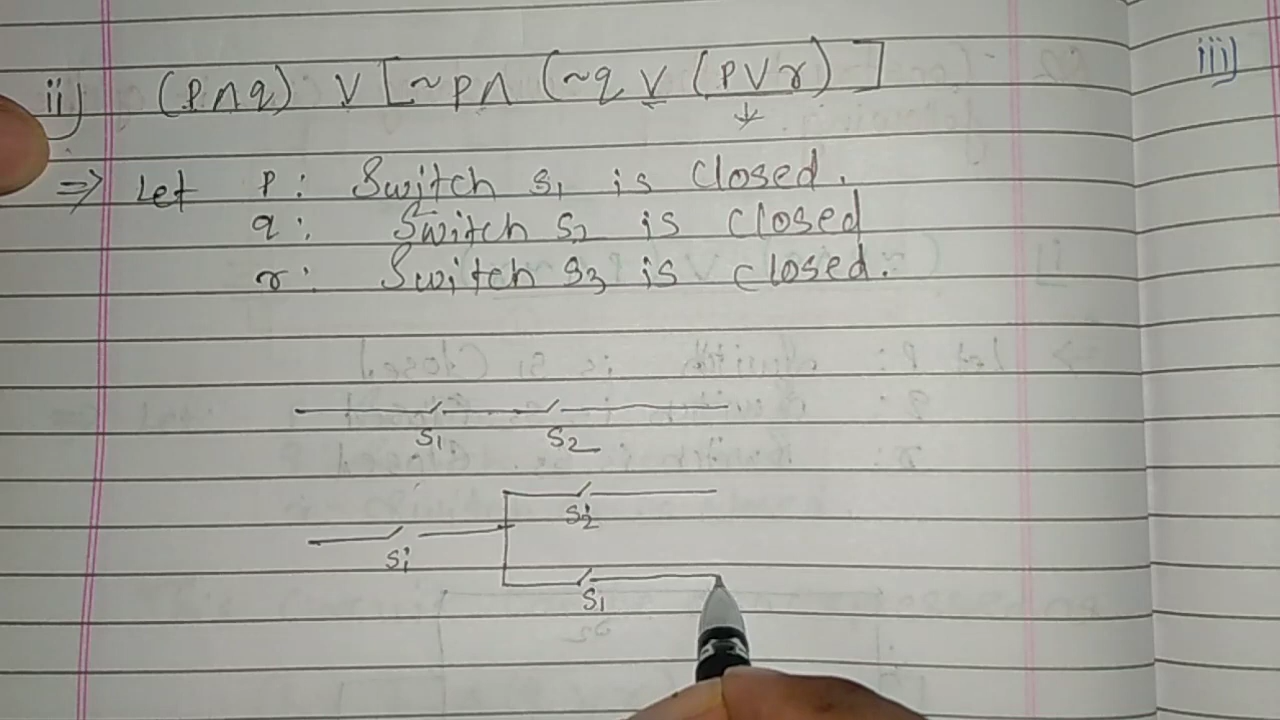 ii) (p∧q) ∨ [~p∧ (~q ∨ (p∨r) ]
iii)
⇒ Let p: Switch s₁ is closed.
q: Switch s₂ is closed
r: Switch s₃ is closed.
S₁ S₂
S₂'
S₁'
S₁